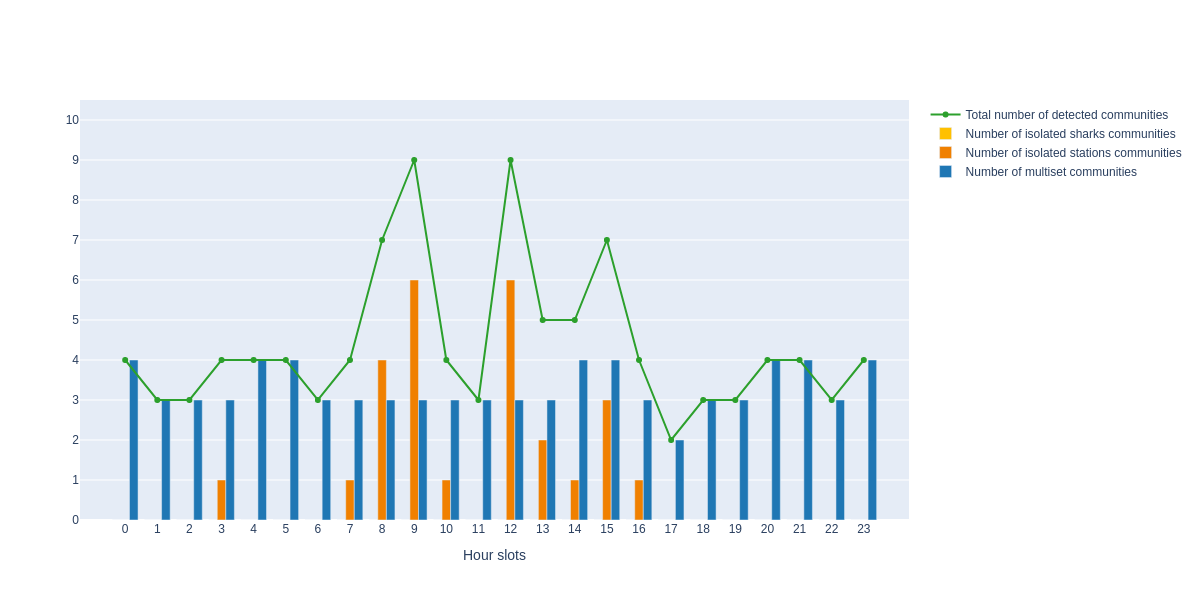 10
9
8
7
6
5
4
3
2
1
0
0 1 2 3 4 5 6 7 8 9 10 11 12 13 14 15 16 17 18 19 20 21 22 23
Hour slots
Total number of detected communities
Number of isolated sharks communities
Number of isolated stations communities
Number of multiset communities